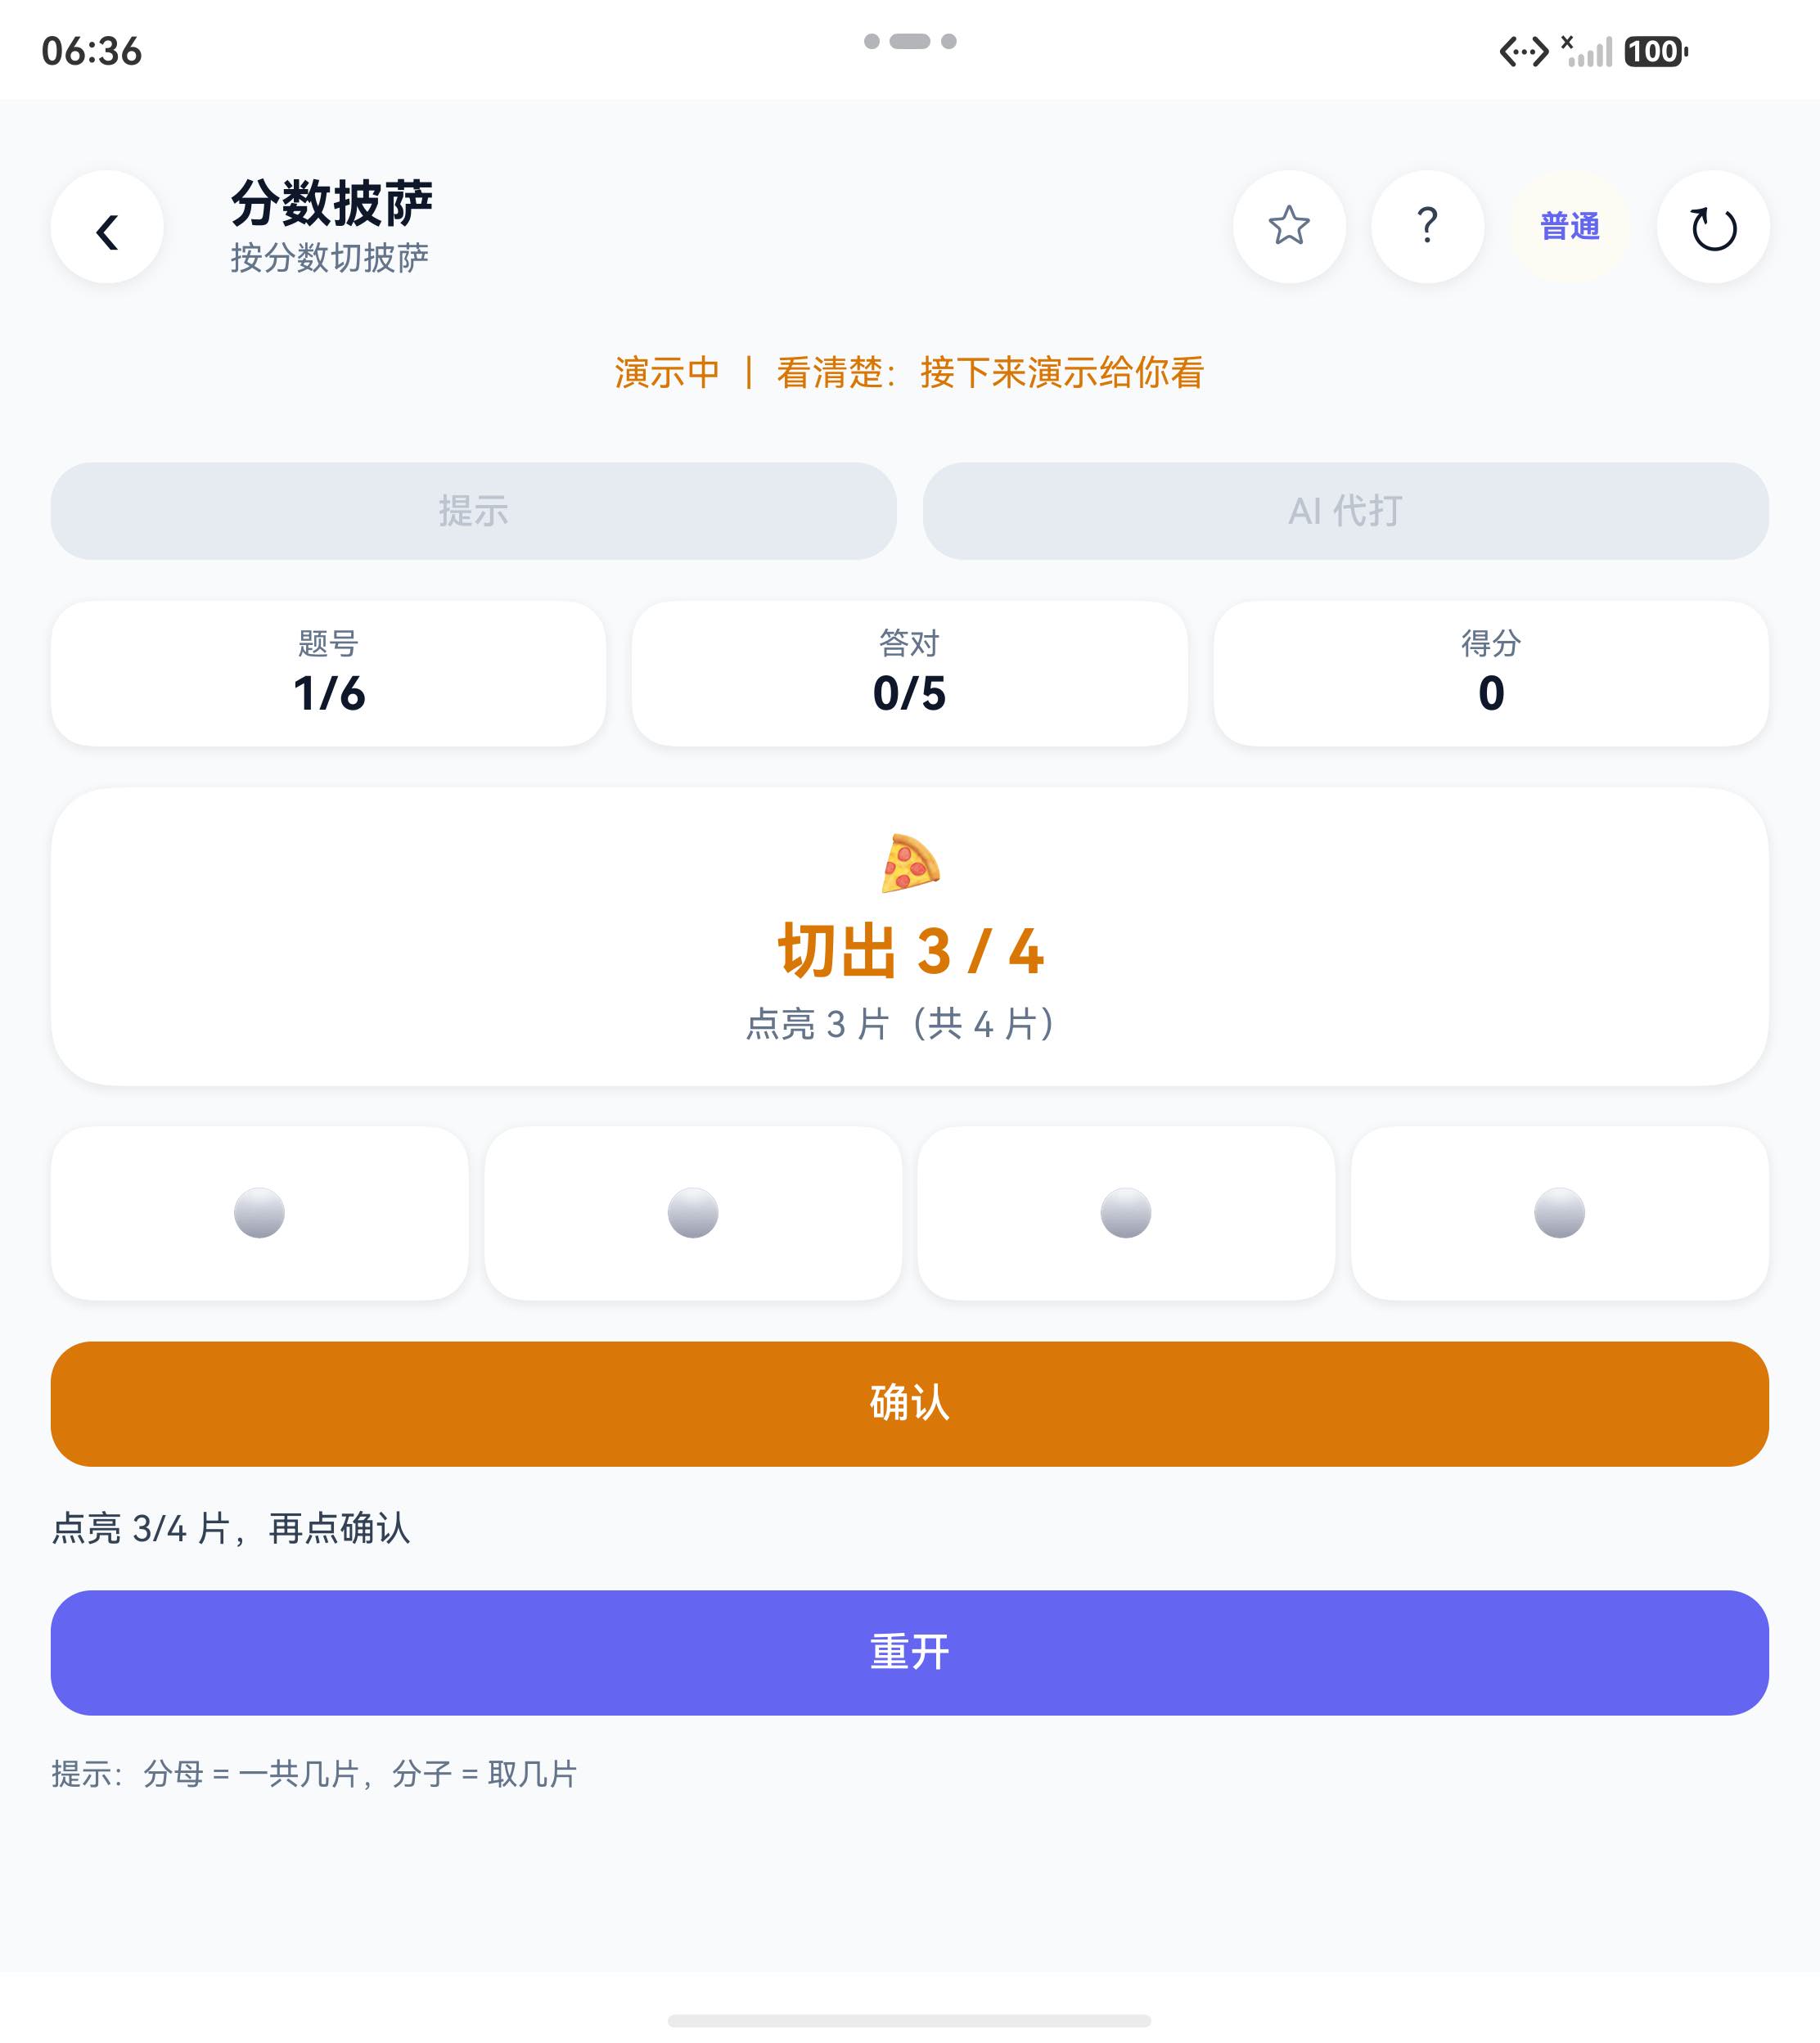 06:36
100
分数披萨
按分数切披萨
?
普通
演示中 | 看清楚：接下来演示给你看
提示
AI 代打
题号
1/6
答对
0/5
得分
0
切出 3 / 4
点亮 3 片（共 4 片）
确认
点亮 3/4 片，再点确认
重开
提示：分母 = 一共几片，分子 = 取几片